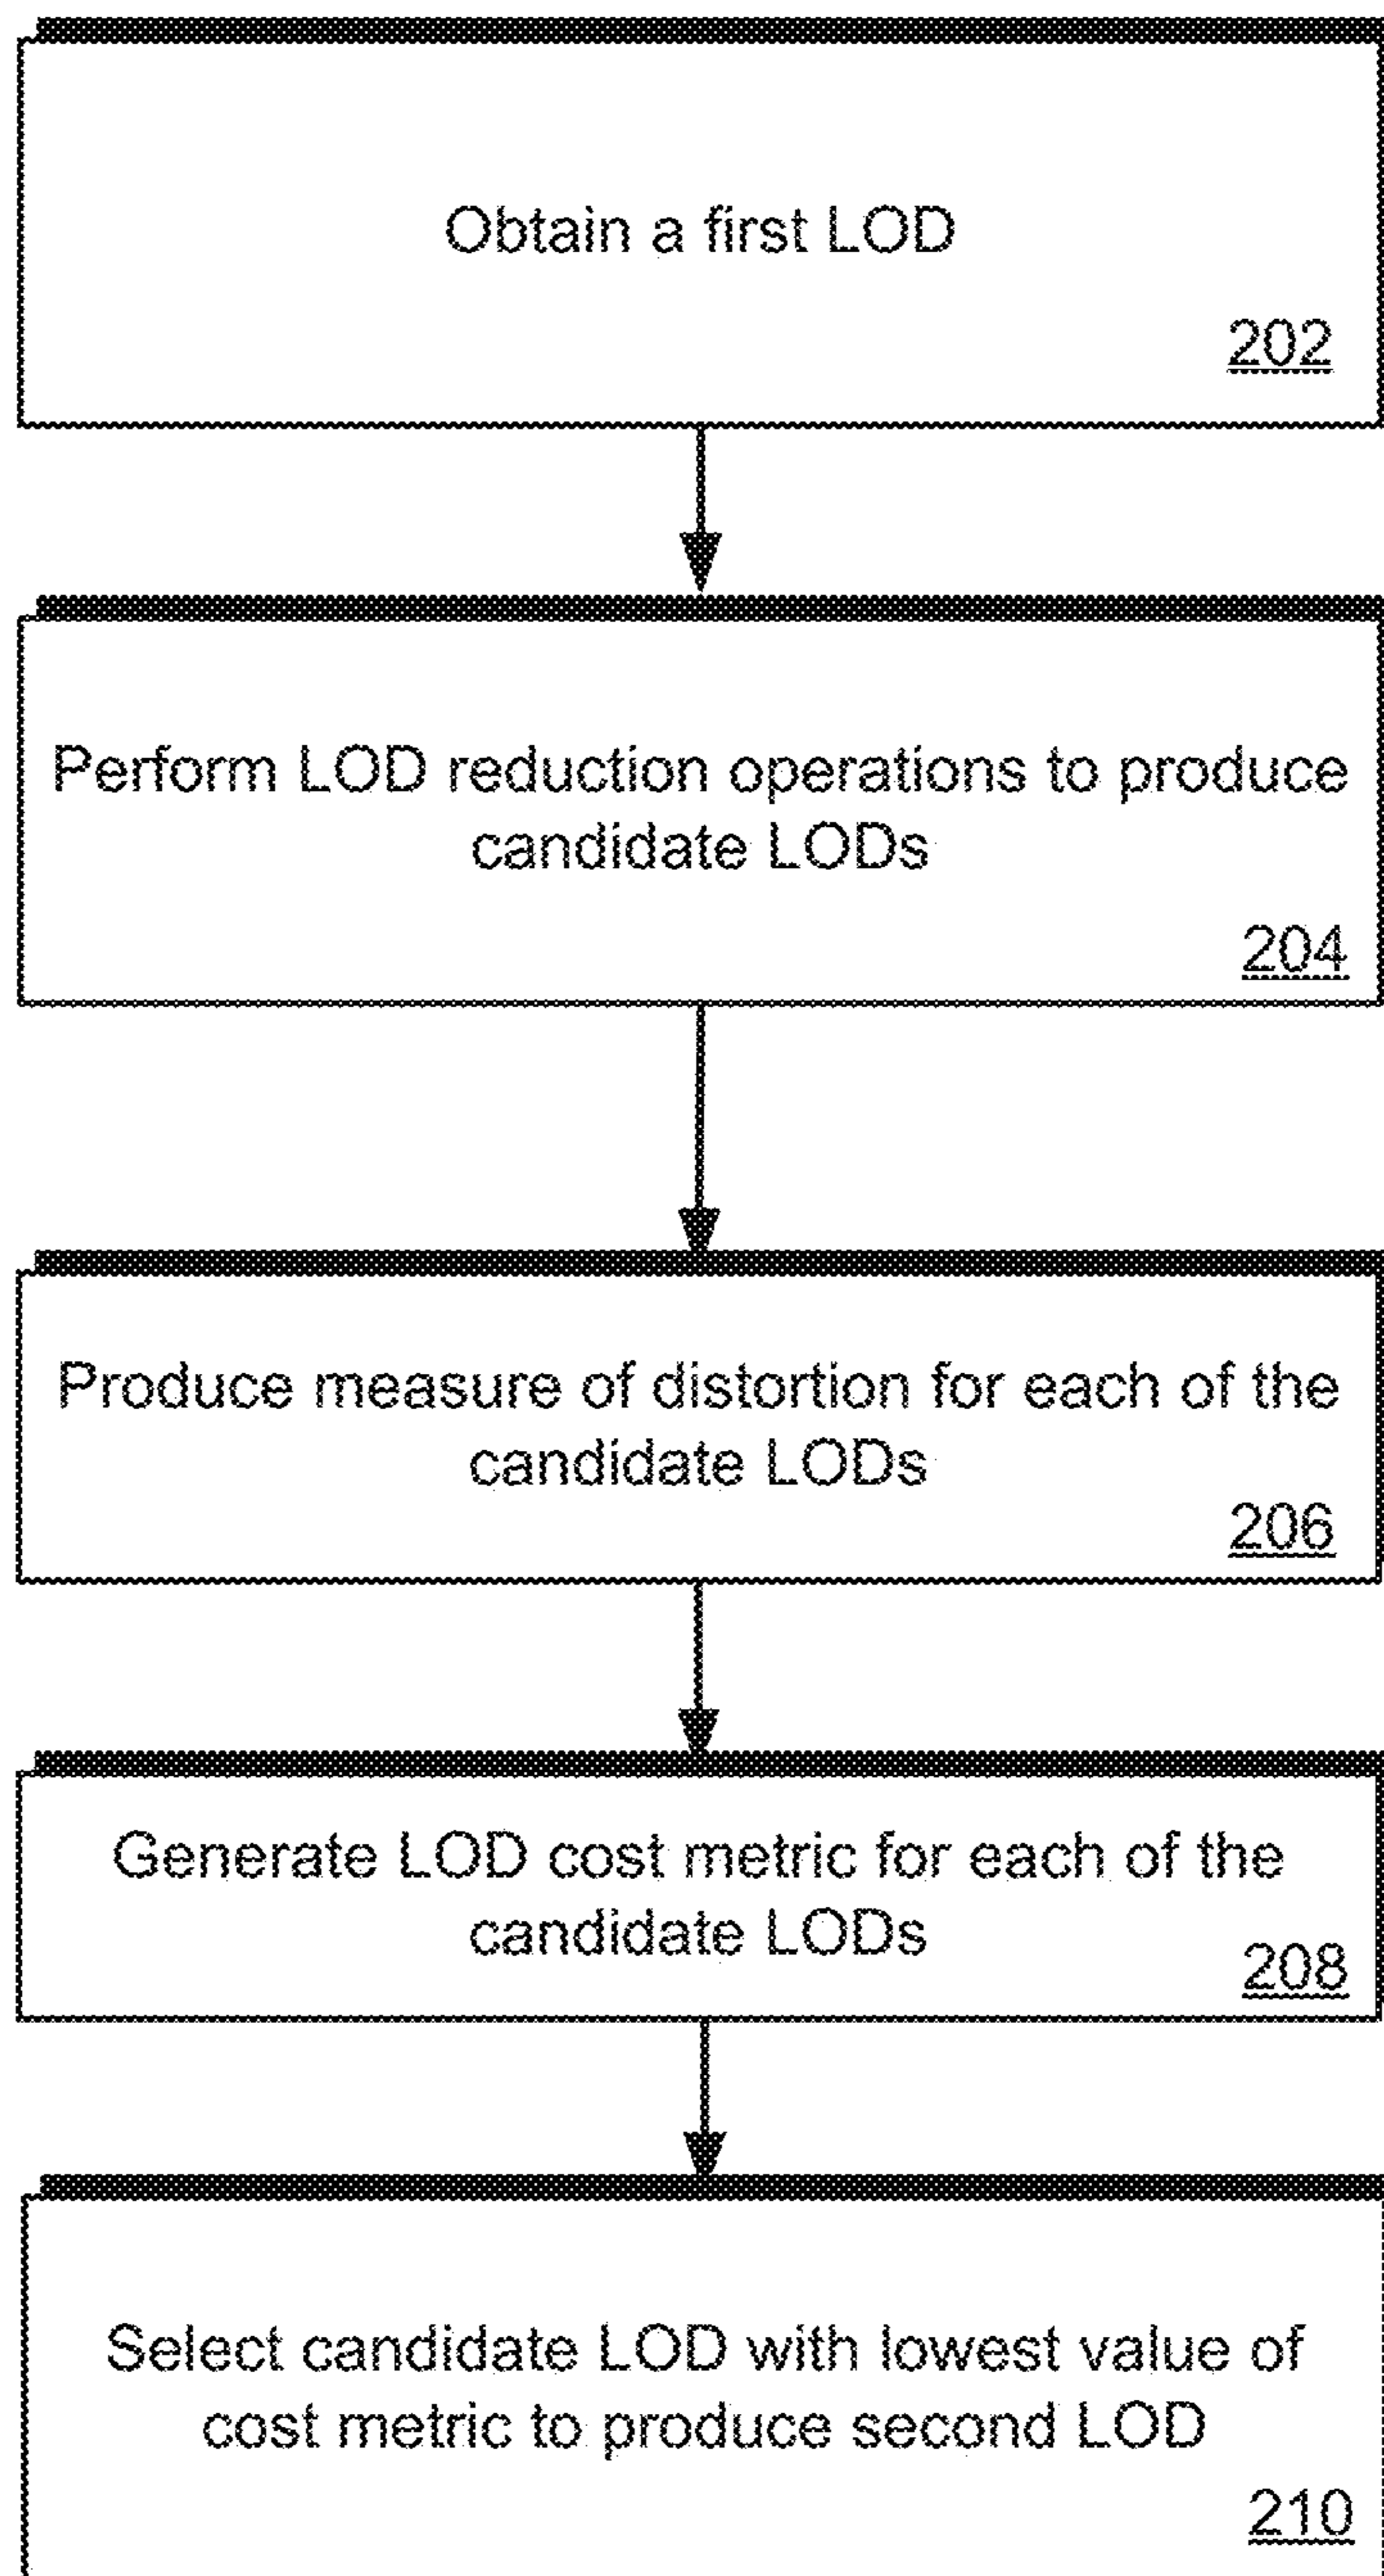 Obtain a first LOD
202
Perform LOD reduction operations to produce
candidate LODs
204
Produce measure of distortion for each of the
candidate LODs
206
Generate LOD cost metric for each of the
candidate LODs
208
Select candidate LOD with lowest value of
cost metric to produce second LOD
210